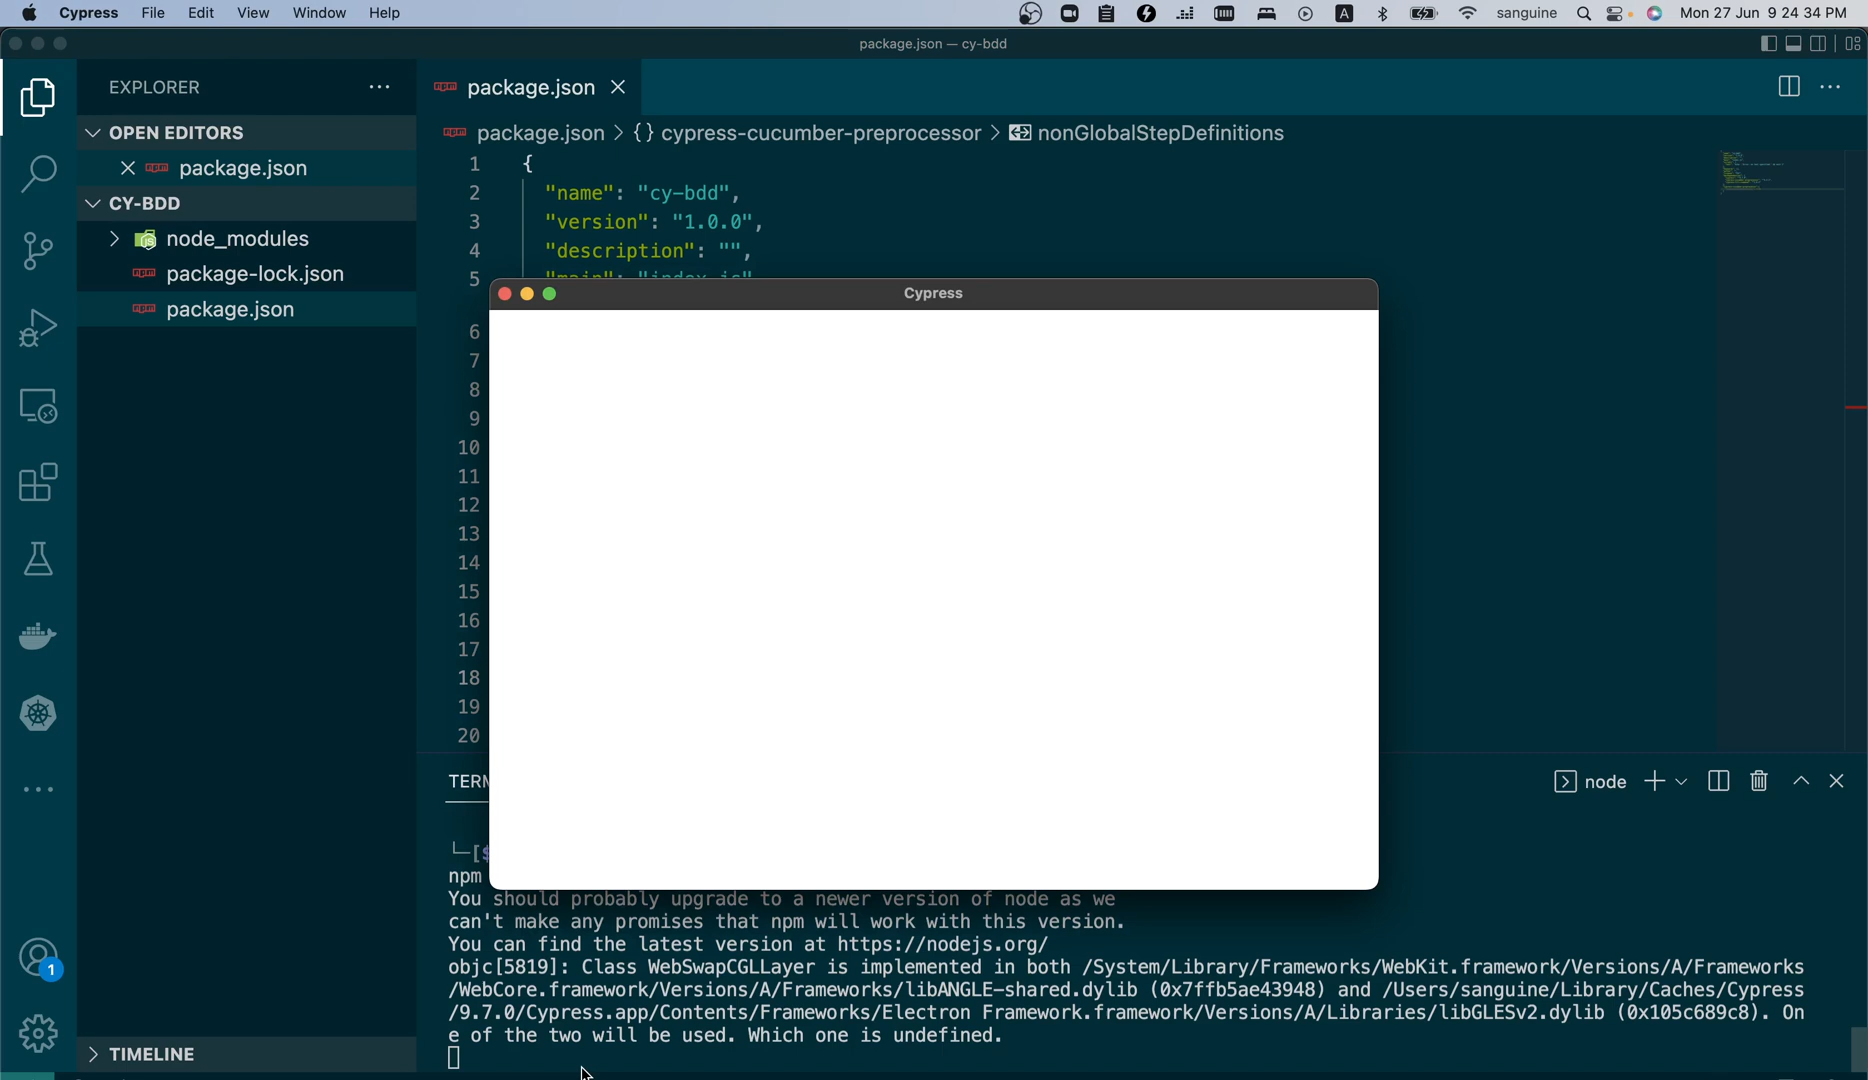 Cypress File Edit View Window Help A sanguine Mon 27 Jun 9 24 34 PM
package.json — cy-bdd
EXPLORER
package.json
OPEN EDITORS
package.json
CY-BDD
node_modules
package-lock.json
package.json
package.json > {} cypress-cucumber-preprocessor > nonGlobalStepDefinitions
1 {
2 "name": "cy-bdd",
3 "version": "1.0.0",
4 "description": "",
5 "main": "index.js"
6
7
8
9
10
11
12
13
14
15
16
17
18
19
20
Cypress
TERM
node
└─[$
npm
You should probably upgrade to a newer version of node as we
can't make any promises that npm will work with this version.
You can find the latest version at https://nodejs.org/
objc[5819]: Class WebSwapCGLLayer is implemented in both /System/Library/Frameworks/WebKit.framework/Versions/A/Frameworks
/WebCore.framework/Versions/A/Frameworks/libANGLE-shared.dylib (0x7ffb5ae43948) and /Users/sanguine/Library/Caches/Cypress
/9.7.0/Cypress.app/Contents/Frameworks/Electron Framework.framework/Versions/A/Libraries/libGLESv2.dylib (0x105c689c8). On
e of the two will be used. Which one is undefined.
1
TIMELINE